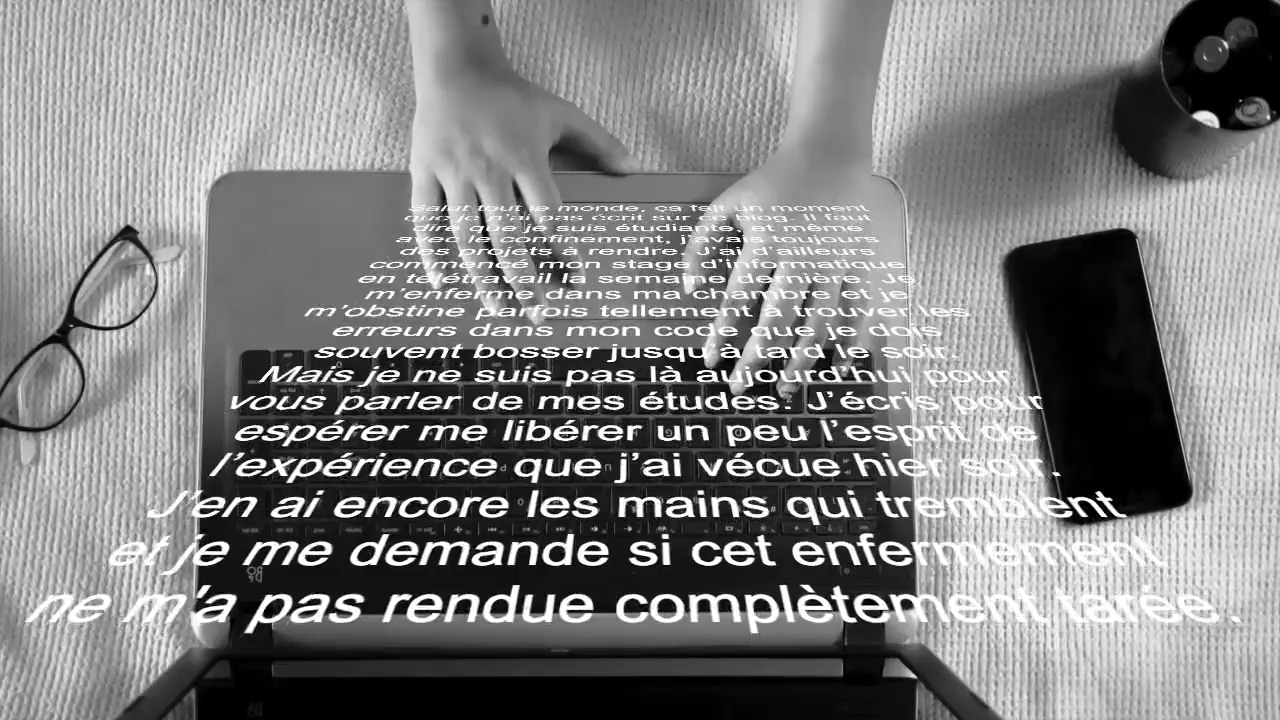 Salut tout le monde, ça fait un moment
que je n'ai pas écrit sur ce blog. Il faut
dire que je suis étudiante, et même
avec le confinement, j'avais toujours
des projets à rendre. J'ai d'ailleurs
commencé mon stage d'informatique
en télétravail la semaine dernière. Je
m'enferme dans ma chambre et je
m'obstine parfois tellement à trouver les
erreurs dans mon code que je dois
souvent bosser jusqu'à tard le soir.
Mais je ne suis pas là aujourd'hui pour
vous parler de mes études. J'écris pour
espérer me libérer un peu l'esprit de
l'expérience que j'ai vécue hier soir.
J'en ai encore les mains qui tremblent
et je me demande si cet enfermement
ne m'a pas rendue complètement tarée.